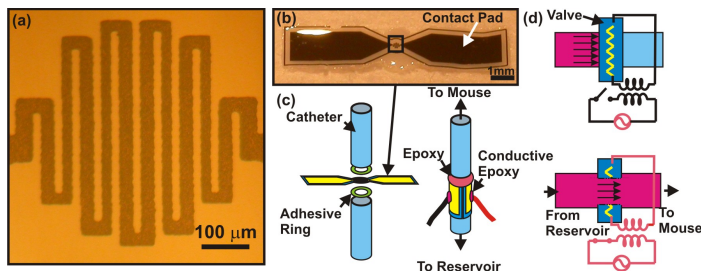 (a)
100 μm
(b)
Contact Pad
1mm
(c)
To Mouse
Catheter
Epoxy
Conductive
Epoxy
Adhesive
Ring
To Reservoir
(d)
Valve
From
Reservoir
To
Mouse